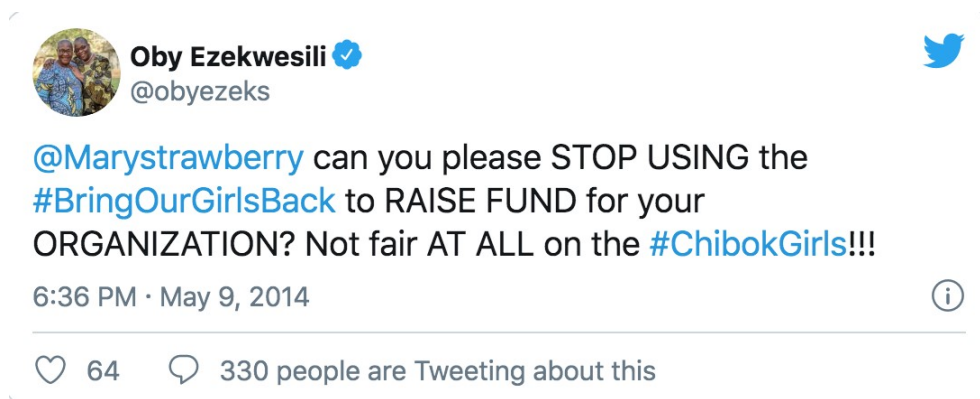 Oby Ezekwesili
@obyezeks
@Marystrawberry can you please STOP USING the
#BringOurGirlsBack to RAISE FUND for your
ORGANIZATION? Not fair AT ALL on the #ChibokGirls!!!
6:36 PM · May 9, 2014
64 330 people are Tweeting about this